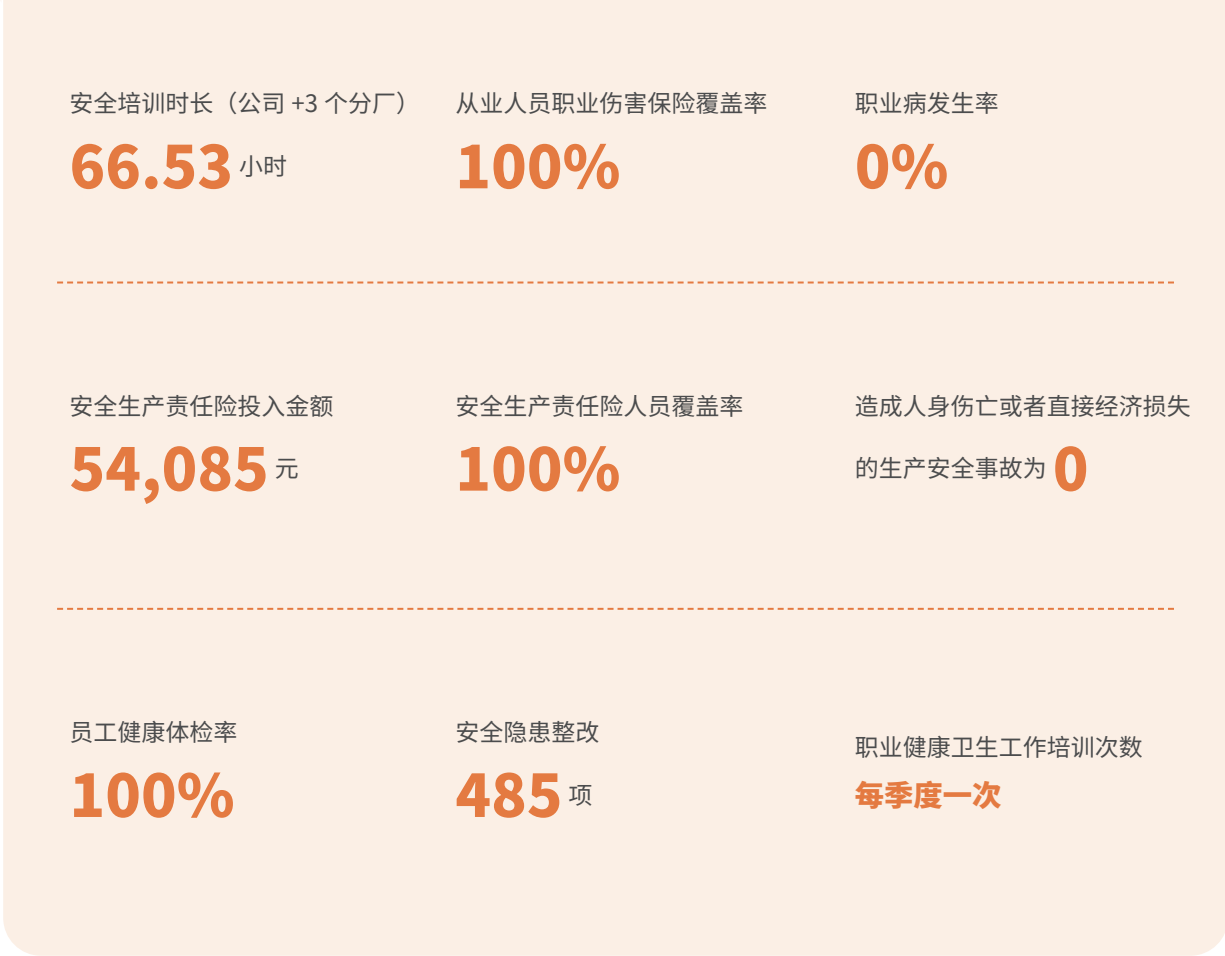 安全培训时长（公司 +3 个分厂）
66.53 小时
从业人员职业伤害保险覆盖率
100%
职业病发生率
0%
安全生产责任险投入金额
54,085 元
安全生产责任险人员覆盖率
100%
造成人身伤亡或者直接经济损失
的生产安全事故为 0
员工健康体检率
100%
安全隐患整改
485 项
职业健康卫生工作培训次数
每季度一次